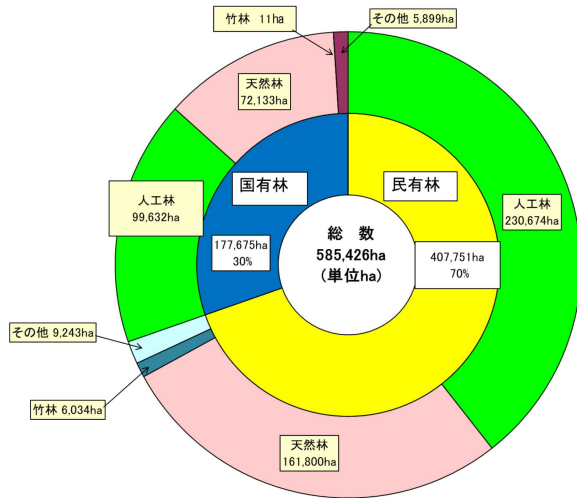 竹林 11ha
その他 5,899ha
天然林
72,133ha
国有林
民有林
人工林
99,632ha
人工林
230,674ha
総 数
585,426ha
(単位ha)
177,675ha
30%
407,751ha
70%
その他 9,243ha
竹林 6,034ha
天然林
161,800ha